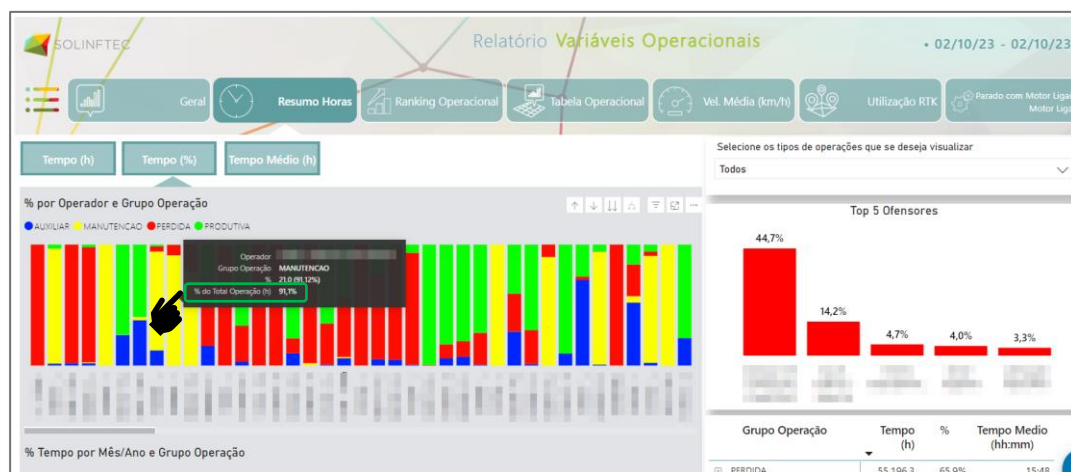 SOLINFTEC
Relatório Variáveis Operacionais
• 02/10/23 - 02/10/23
Geral
Resumo Horas
Ranking Operacional
Tabela Operacional
Vel. Média (km/h)
Utilização RTK
Parado com Motor Liga
Motor Liga
Tempo (h)
Tempo (%)
Tempo Médio (h)
Selecione os tipos de operações que se deseja visualizar
Todos
% por Operador e Grupo Operação
AUXILIAR MANUTENCAO PERDIDA PRODUTIVA
Operador
Grupo Operação MANUTENCAO
% 21,0 (91,12%)
% do Total Operação (h) 91,1%
Top 5 Ofensores
44,7%
14,2%
4,7%
4,0%
3,3%
Grupo Operação Tempo (h) % Tempo Medio (hh:mm)
PERDIDA 55.196,3 65,9% 15:48
% Tempo por Mês/Ano e Grupo Operação